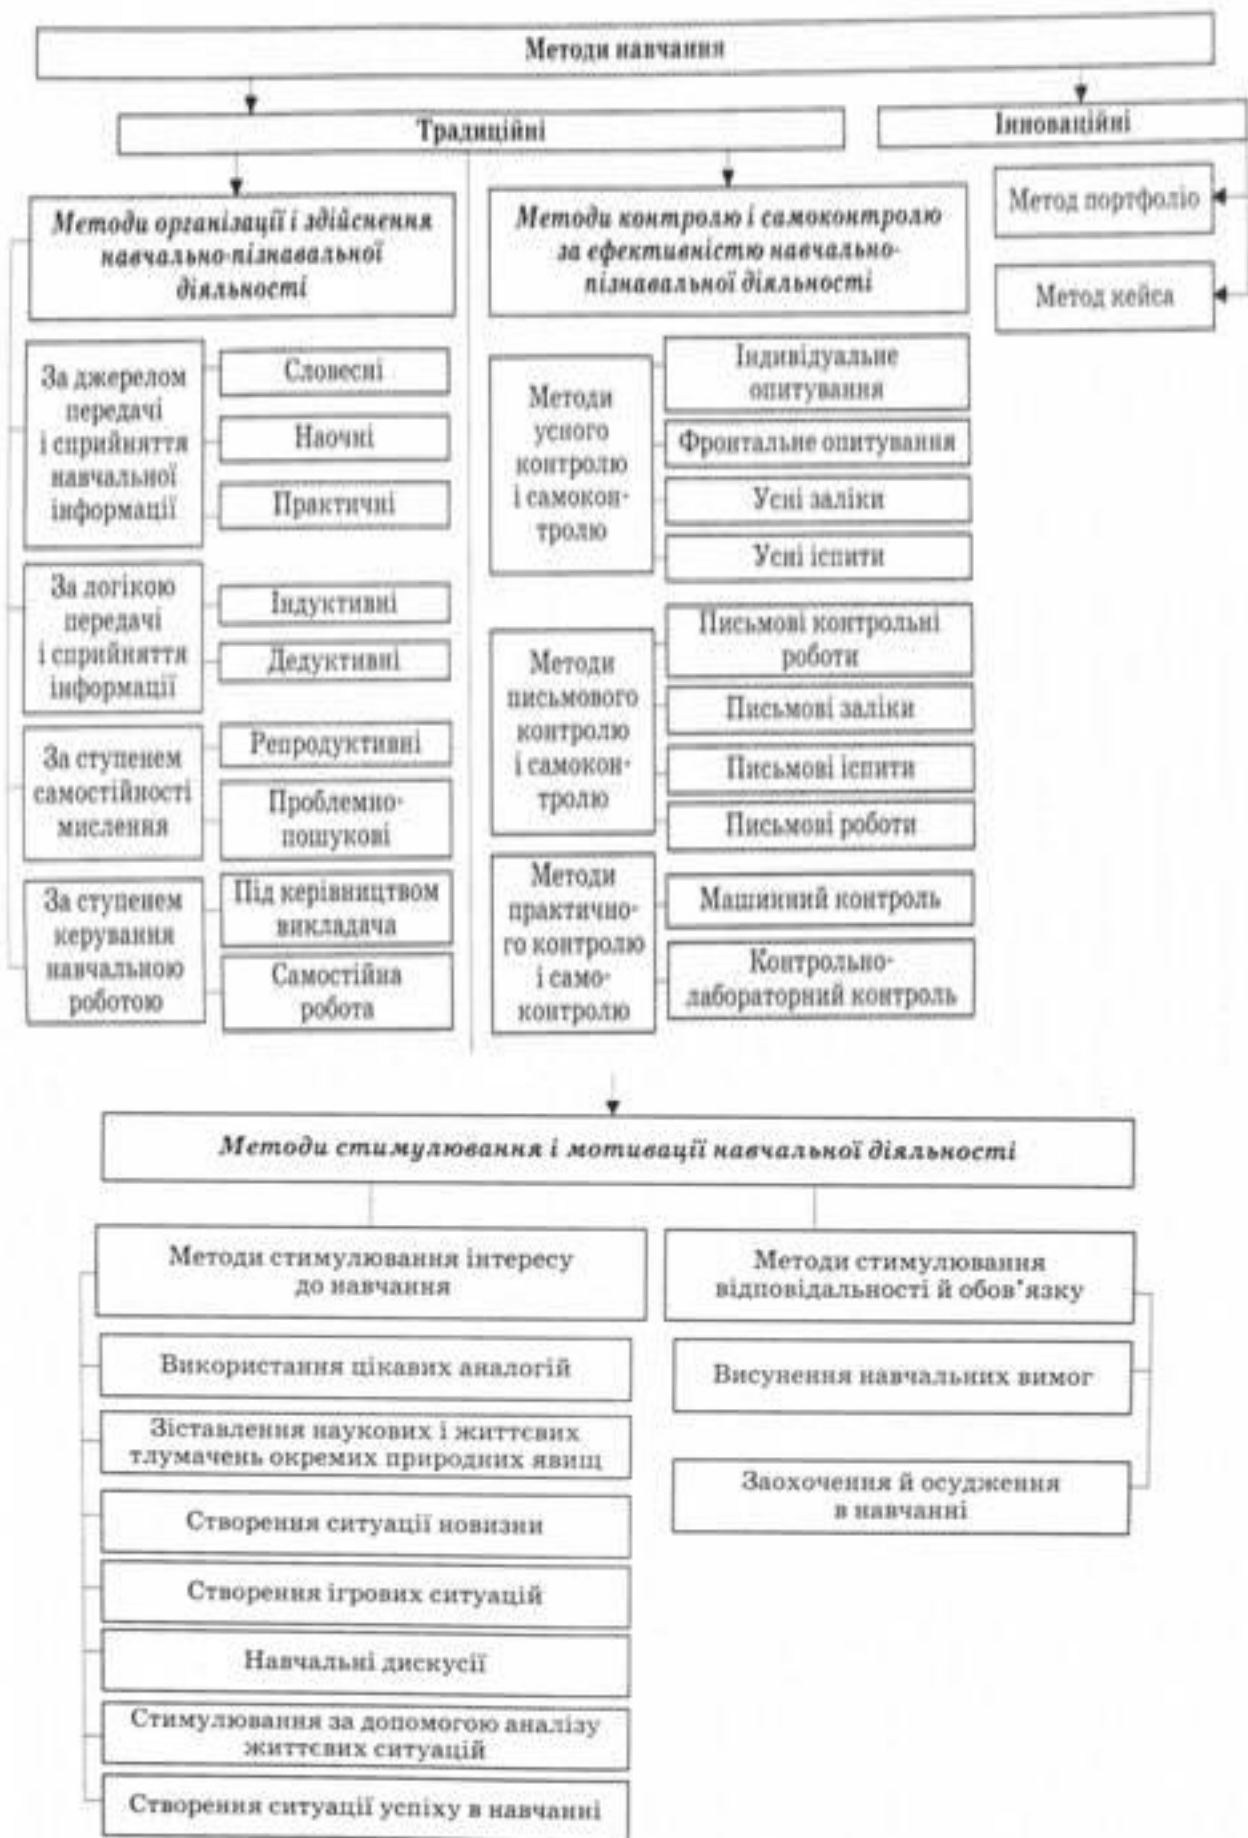 Методи навчання
Традиційні
Інноваційні
Метод портфоліо
Метод кейса
Методи організації і здійснення
навчально-пізнавальної
діяльності
За джерелом
передачі
і сприйняття
навчальної
інформації
Словесні
Наочні
Практичні
За логікою
передачі
і сприйняття
інформації
Індуктивні
Дедуктивні
За ступенем
самостійності
мислення
Репродуктивні
Проблемно-
пошукові
За ступенем
керування
навчальною
роботою
Під керівництвом
викладача
Самостійна
робота
Методи контролю і самоконтролю
за ефективністю навчально-
пізнавальної діяльності
Методи
усного
контролю
і самокон-
тролю
Індивідуальне
опитування
Фронтальне опитування
Усні заліки
Усні іспити
Методи
письмового
контролю
і самокон-
тролю
Письмові контрольні
роботи
Письмові заліки
Письмові іспити
Письмові роботи
Методи
практично-
го контролю
і само-
контролю
Машинний контроль
Контрольно-
лабораторний контроль
Методи стимулювання і мотивації навчальної діяльності
Методи стимулювання інтересу
до навчання
Використання цікавих аналогій
Зіставлення наукових і життєвих
тлумачень окремих природних явищ
Створення ситуації новизни
Створення ігрових ситуацій
Навчальні дискусії
Стимулювання за допомогою аналізу
життєвих ситуацій
Створення ситуації успіху в навчанні
Методи стимулювання
відповідальності й обов’язку
Висунення навчальних вимог
Заохочення й осудження
в навчанні